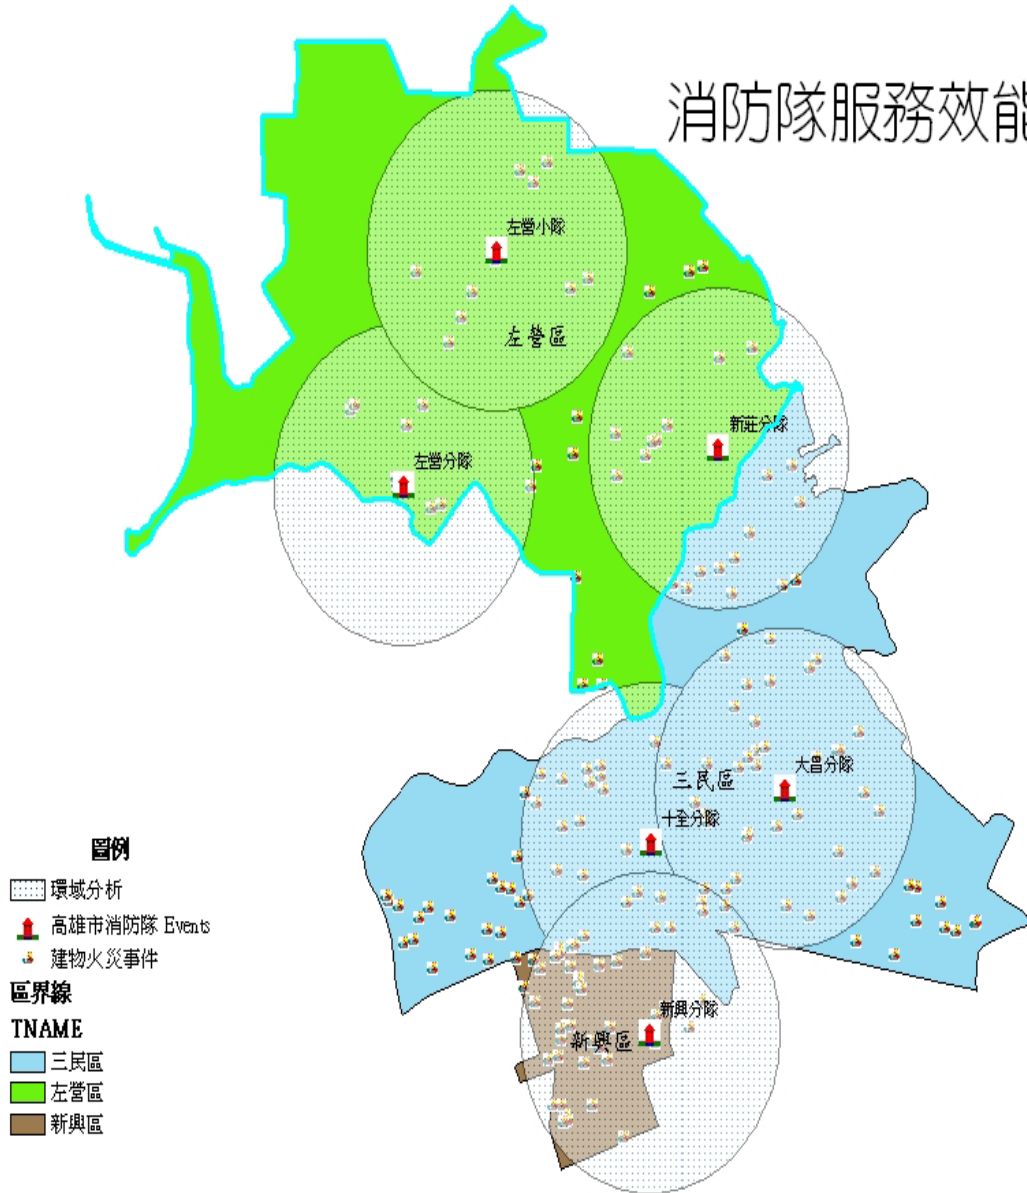 消防隊服務效能
左營小隊
左營區
新莊分隊
左營分隊
大昌分隊
三民區
十全分隊
新興分隊
新興區
圖例
環域分析
高雄市消防隊 Events
建物火災事件
區界線
TNAME
三民區
左營區
新興區